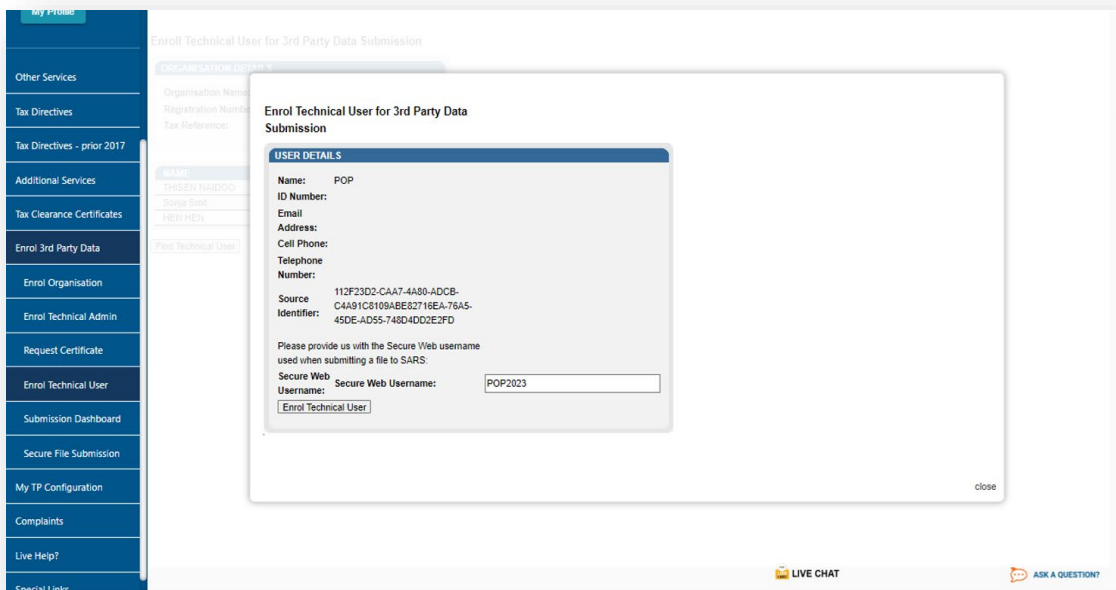 My Profile
Other Services
Tax Directives
Tax Directives - prior 2017
Additional Services
Tax Clearance Certificates
Enrol 3rd Party Data
Enrol Organisation
Enrol Technical Admin
Request Certificate
Enrol Technical User
Submission Dashboard
Secure File Submission
My TP Configuration
Complaints
Live Help?
Special Links
Enroll Technical User for 3rd Party Data Submission
ORGANISATION DETAILS
Organisation Name:
Registration Numbe
Tax Reference:
NAME
THISEN NAIDOO
Sonja Smit
HEN HEN
Find Technical User
Enrol Technical User for 3rd Party Data
Submission
USER DETAILS
Name: POP
ID Number:
Email
Address:
Cell Phone:
Telephone
Number:
Source
Identifier:
112F23D2-CAA7-4A80-ADCB-
C4A91C8109ABE82716EA-76A5-
45DE-AD55-748D4DD2E2FD
Please provide us with the Secure Web username
used when submitting a file to SARS:
Secure Web
Username:
Secure Web Username: POP2023
Enrol Technical User
close
LIVE CHAT
ASK A QUESTION?